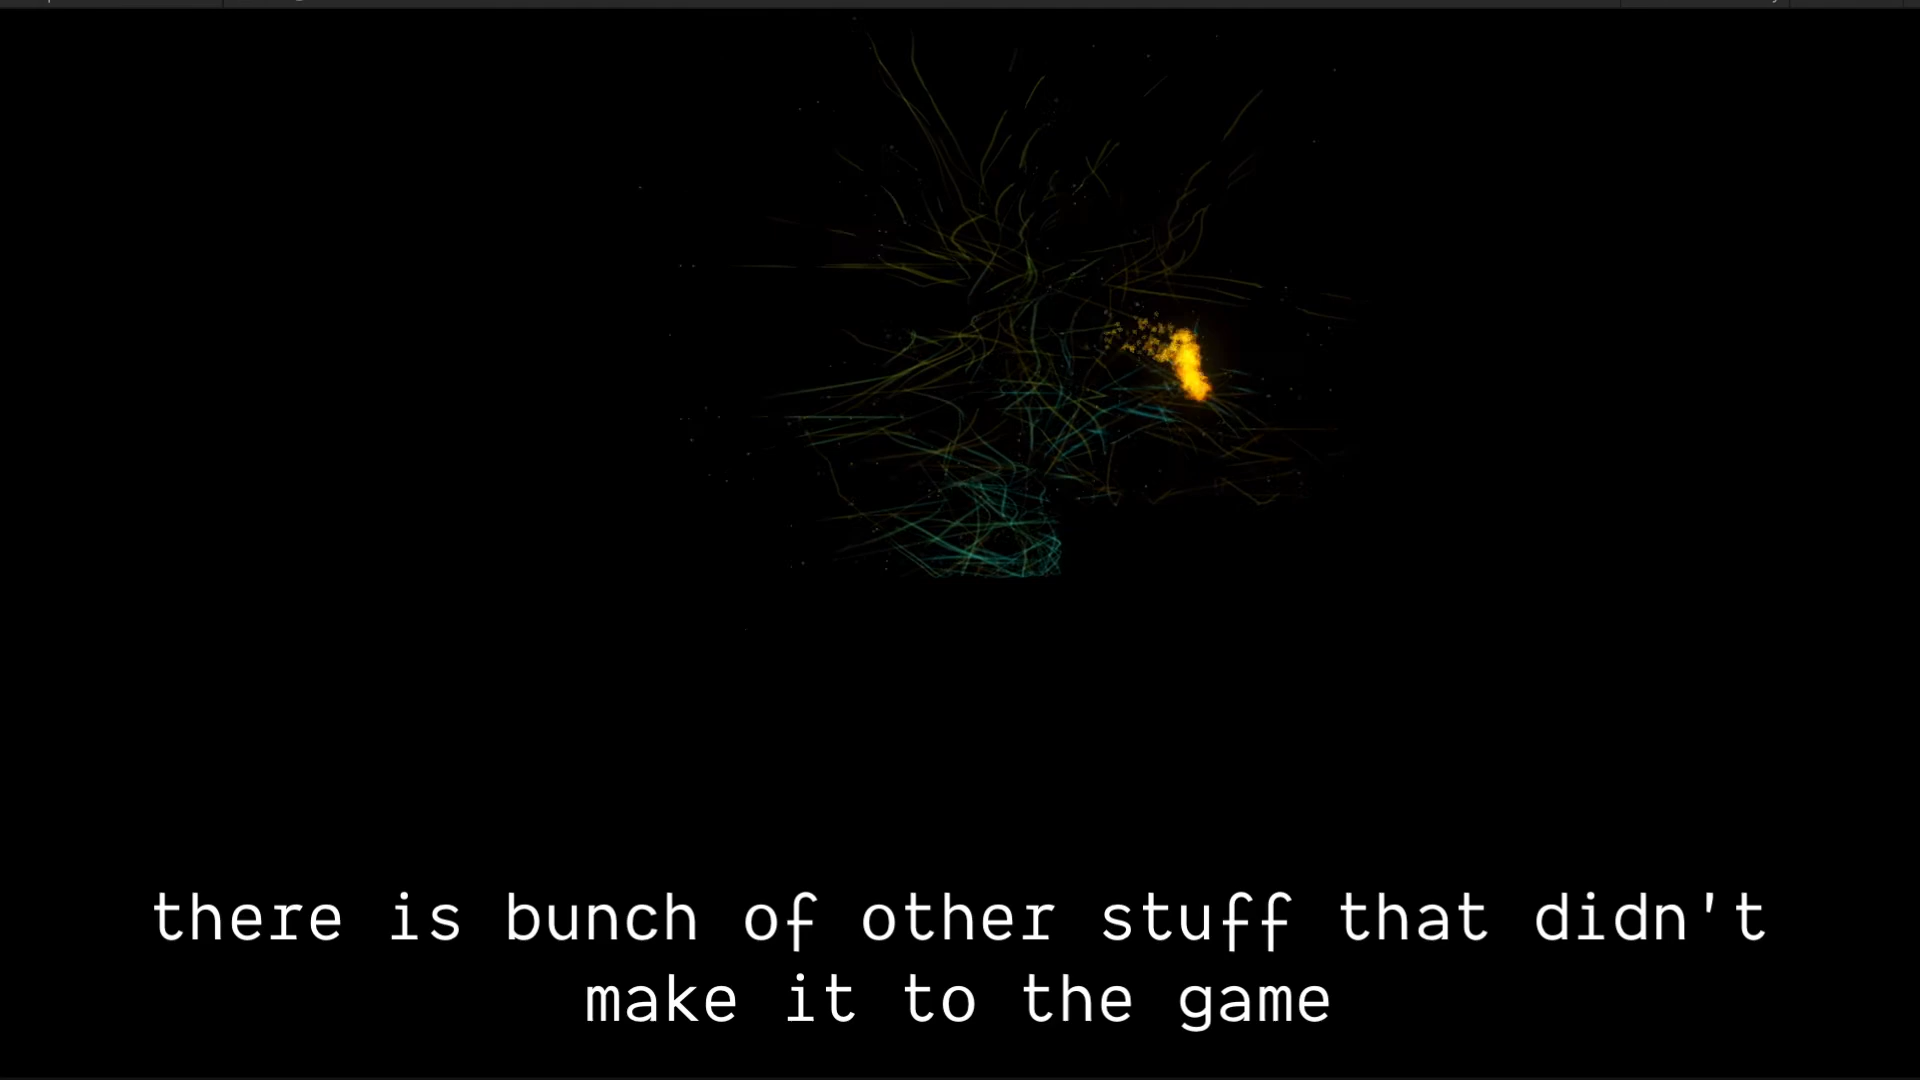 there is bunch of other stuff that didn't
make it to the game